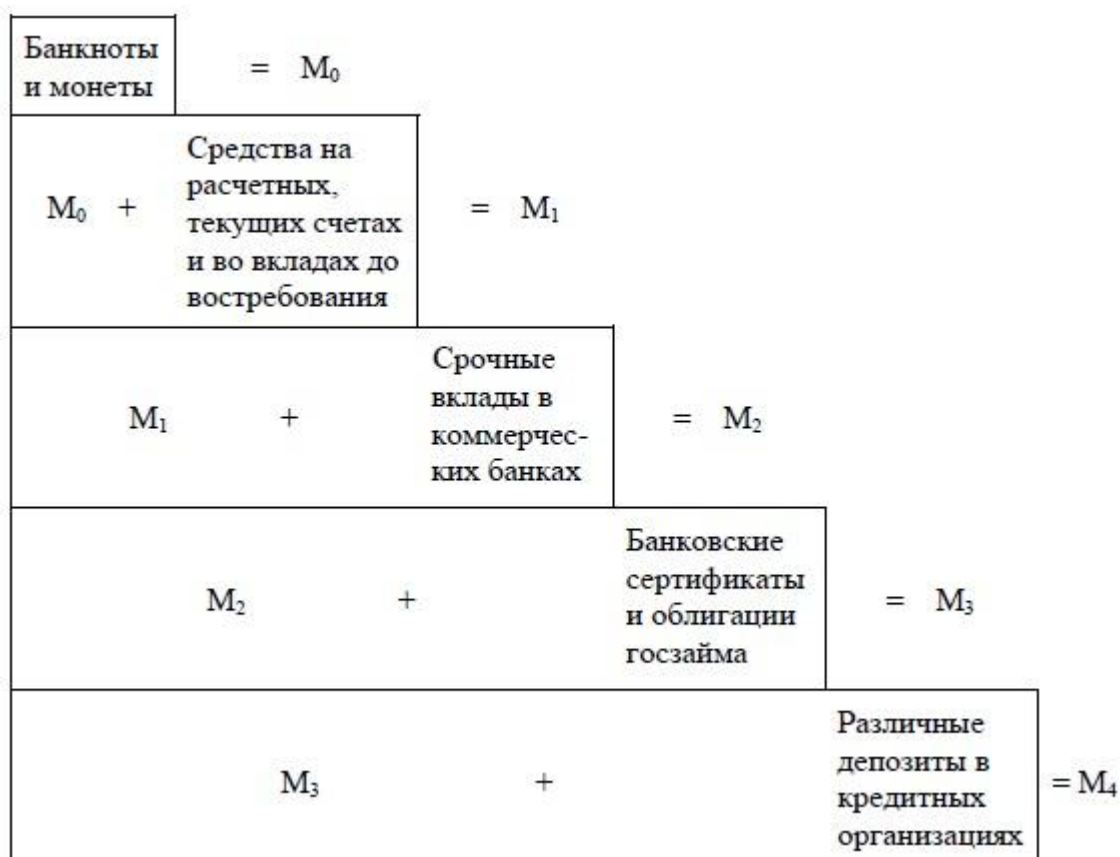 Банкноты
и монеты
= M₀
M₀ +
Средства на
расчетных,
текущих счетах
и во вкладах до
востребования
= M₁
M₁ +
Срочные
вклады в
коммерчес-
ких банках
= M₂
M₂ +
Банковские
сертификаты
и облигации
госзайма
= M₃
M₃ +
Различные
депозиты в
кредитных
организациях
= M₄